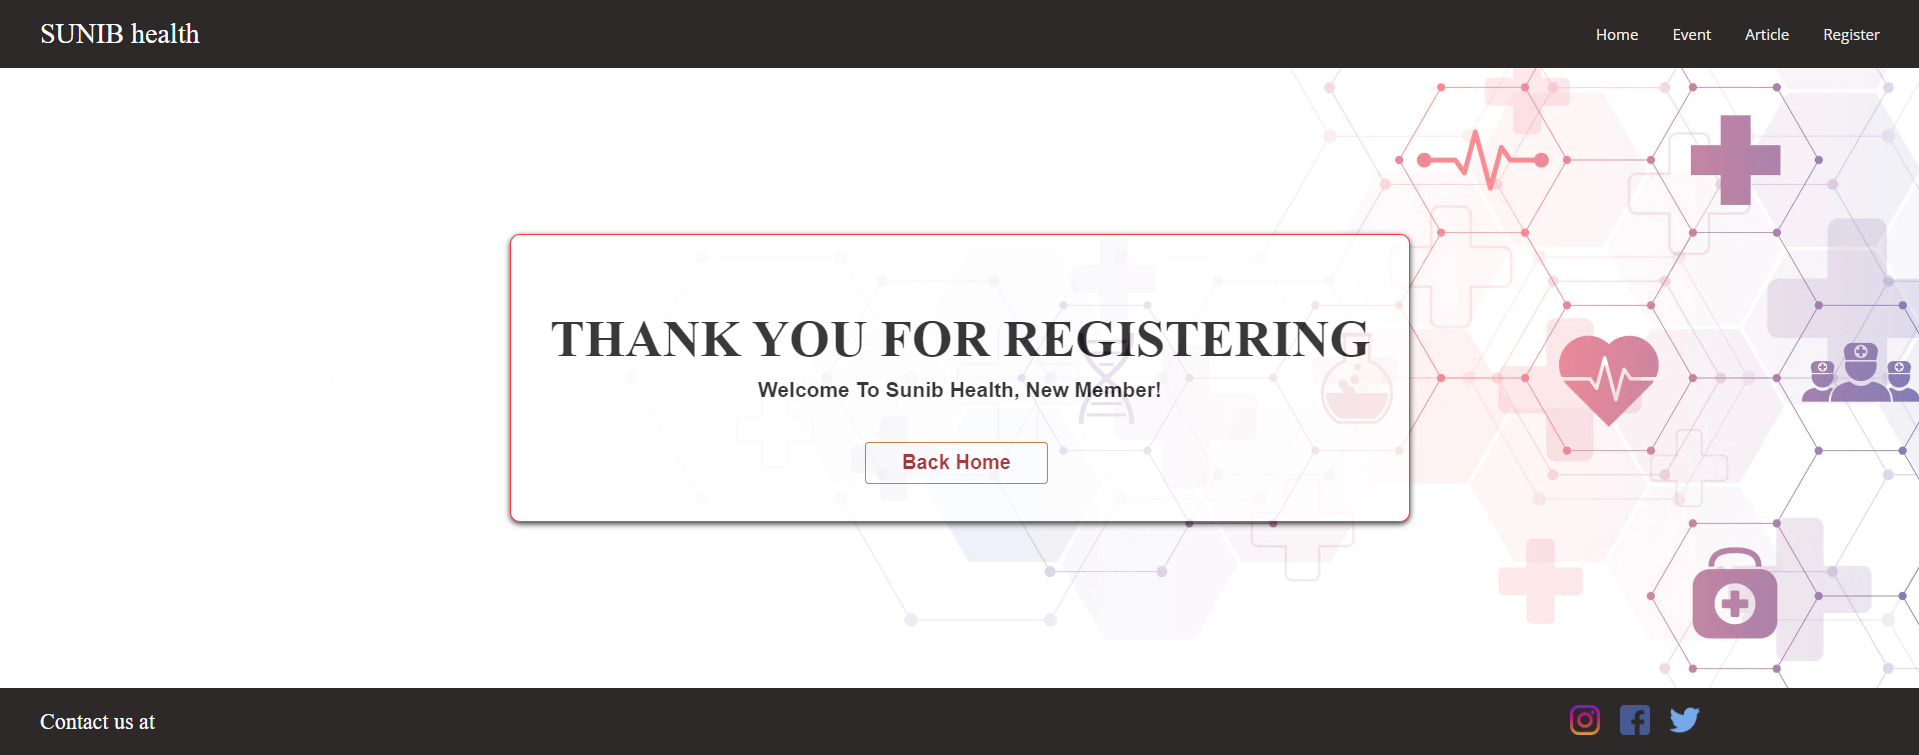 SUNIB health
Home Event Article Register
THANK YOU FOR REGISTERING
Welcome To Sunib Health, New Member!
Back Home
Contact us at